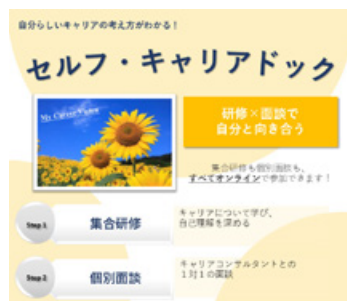 自分らしいキャリアの考え方がわかる!
セルフ・キャリアドック
My Career Vision
研修×面談で
自分と向き合う
集合研修も個別面談も、
すべてオンラインで参加できます!
Step.1
集合研修
キャリアについて学び、
自己理解を深める
Step.2
個別面談
キャリアコンサルタントとの
1対1の面談